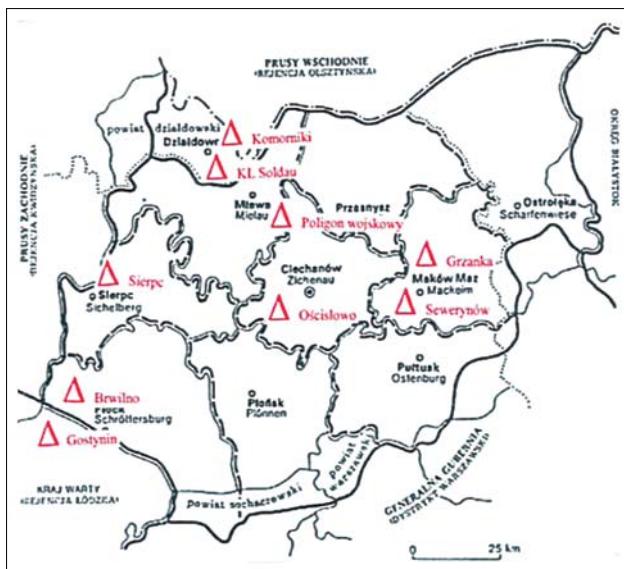 PRUSY WSCHODNIE
(REJENCJA OLSZTYŃSKA)
powiat działdowski
Działdowo
Komorniki
KL Soldau
PRUSY ZACHODNIE
(REJENCJA KWIDZYŃSKA)
OKRĘG BIAŁYSTOK
Mława
Mielau
Poligon wojskowy
Przasnysz
Ostrołęka
Scharfenwiese
Sierpc
Sierpc
Sichelberg
Ciechanów
Zichenau
Ościsłowo
Grzanka
Maków Maz
Mackeim
Sewerynów
Brwilno
Płock
Schröttersburg
Gostynin
Płońsk
Plönnen
Pułtusk
Ostenburg
KRAJ WARTY
(REJENCJA ŁÓDZKA)
powiat sochaczewski
powiat
warszawski
GENERALNA GUBERNIA
(DYSTRYKT WARSZAWSKI)
0 25 km